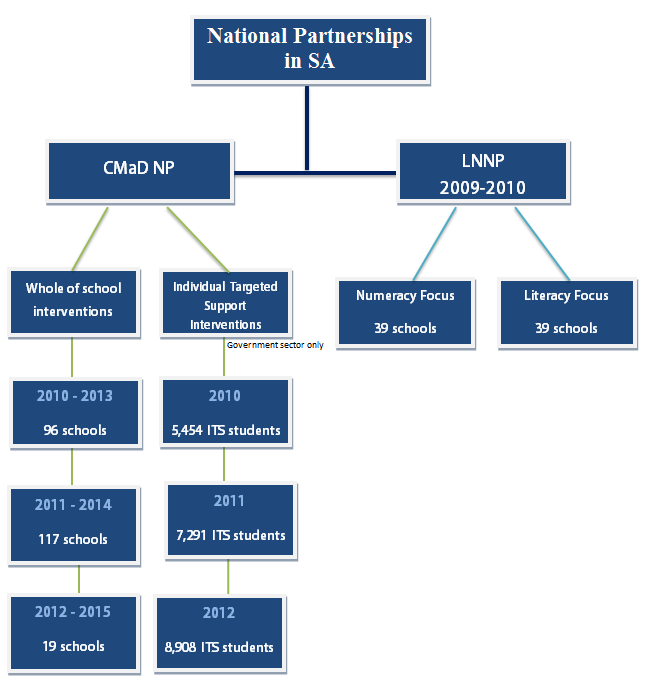 National Partnerships
in SA
CMaD NP
LNNP
2009-2010
Whole of school
interventions
Individual Targeted
Support
Interventions
Government sector only
Numeracy Focus
39 schools
Literacy Focus
39 schools
2010 - 2013
96 schools
2010
5,454 ITS students
2011 - 2014
117 schools
2011
7,291 ITS students
2012 - 2015
19 schools
2012
8,908 ITS students